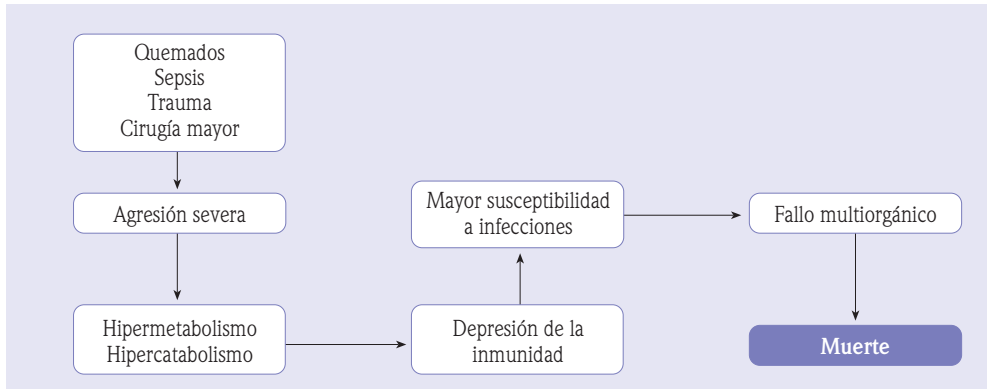 Quemados
Sepsis
Trauma
Cirugía mayor
Agresión severa
Hipermetabolismo
Hipercatabolismo
Depresión de la
inmunidad
Mayor susceptibilidad
a infecciones
Fallo multiorgánico
Muerte